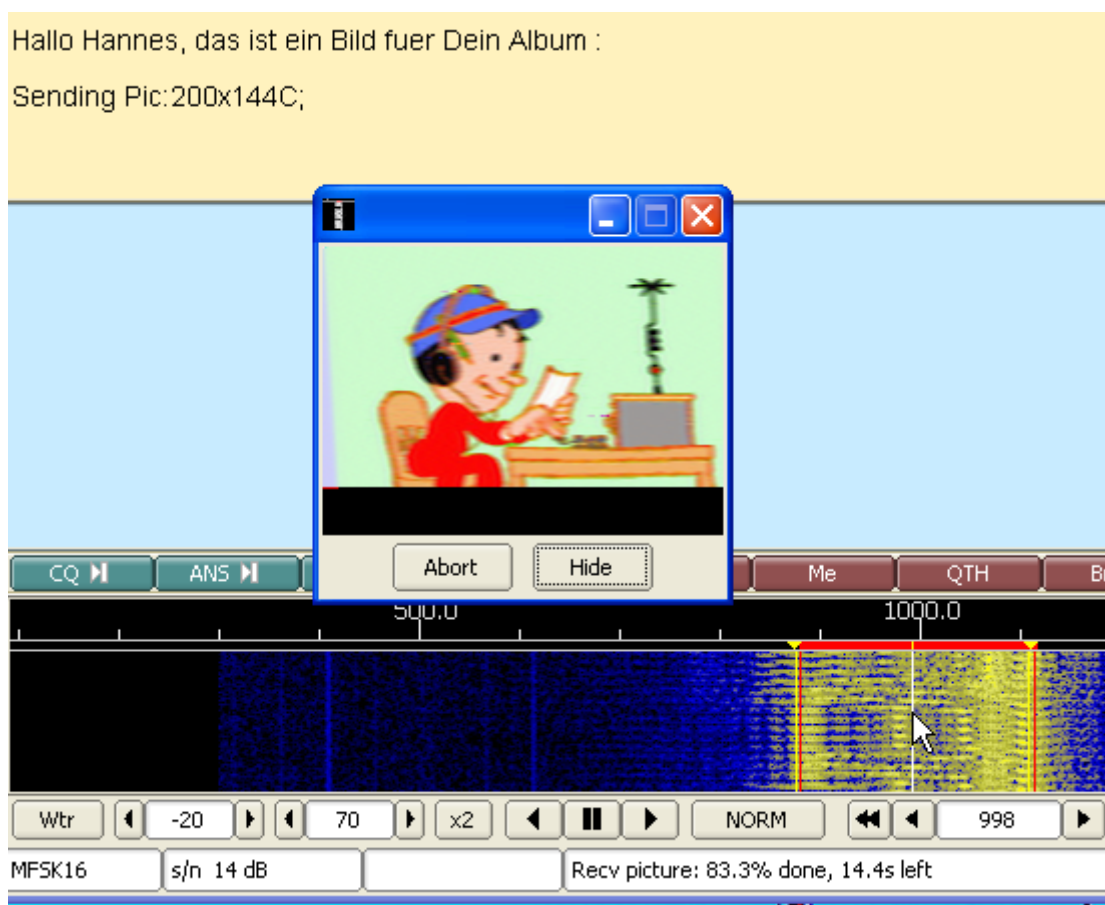 Hallo Hannes, das ist ein Bild fuer Dein Album :
Sending Pic:200x144C;
Abort Hide
CQ ANS Me QTH
500.0 1000.0
Wtr -20 70 x2 NORM 998
MFSK16 s/n 14 dB Recv picture: 83.3% done, 14.4s left